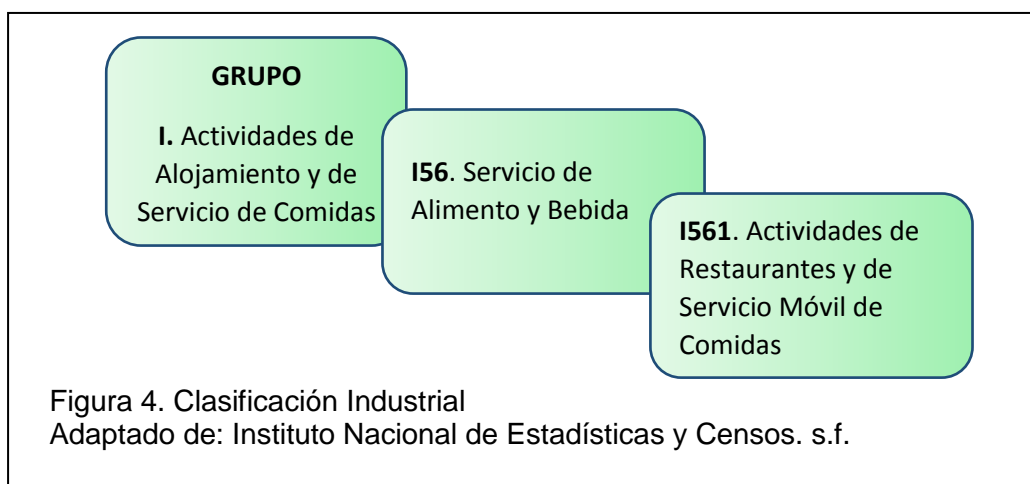 GRUPO
I. Actividades de
Alojamiento y de
Servicio de Comidas
I56. Servicio de
Alimento y Bebida
I561. Actividades de
Restaurantes y de
Servicio Móvil de
Comidas
Figura 4. Clasificación Industrial
Adaptado de: Instituto Nacional de Estadísticas y Censos. s.f.